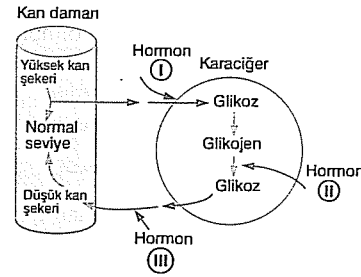 Kan damarı
Yüksek kan
şekeri
Normal
seviye
Düşük kan
şekeri
Hormon
I
Karaciğer
Glikoz
Glikojen
Glikoz
Hormon
II
Hormon
III